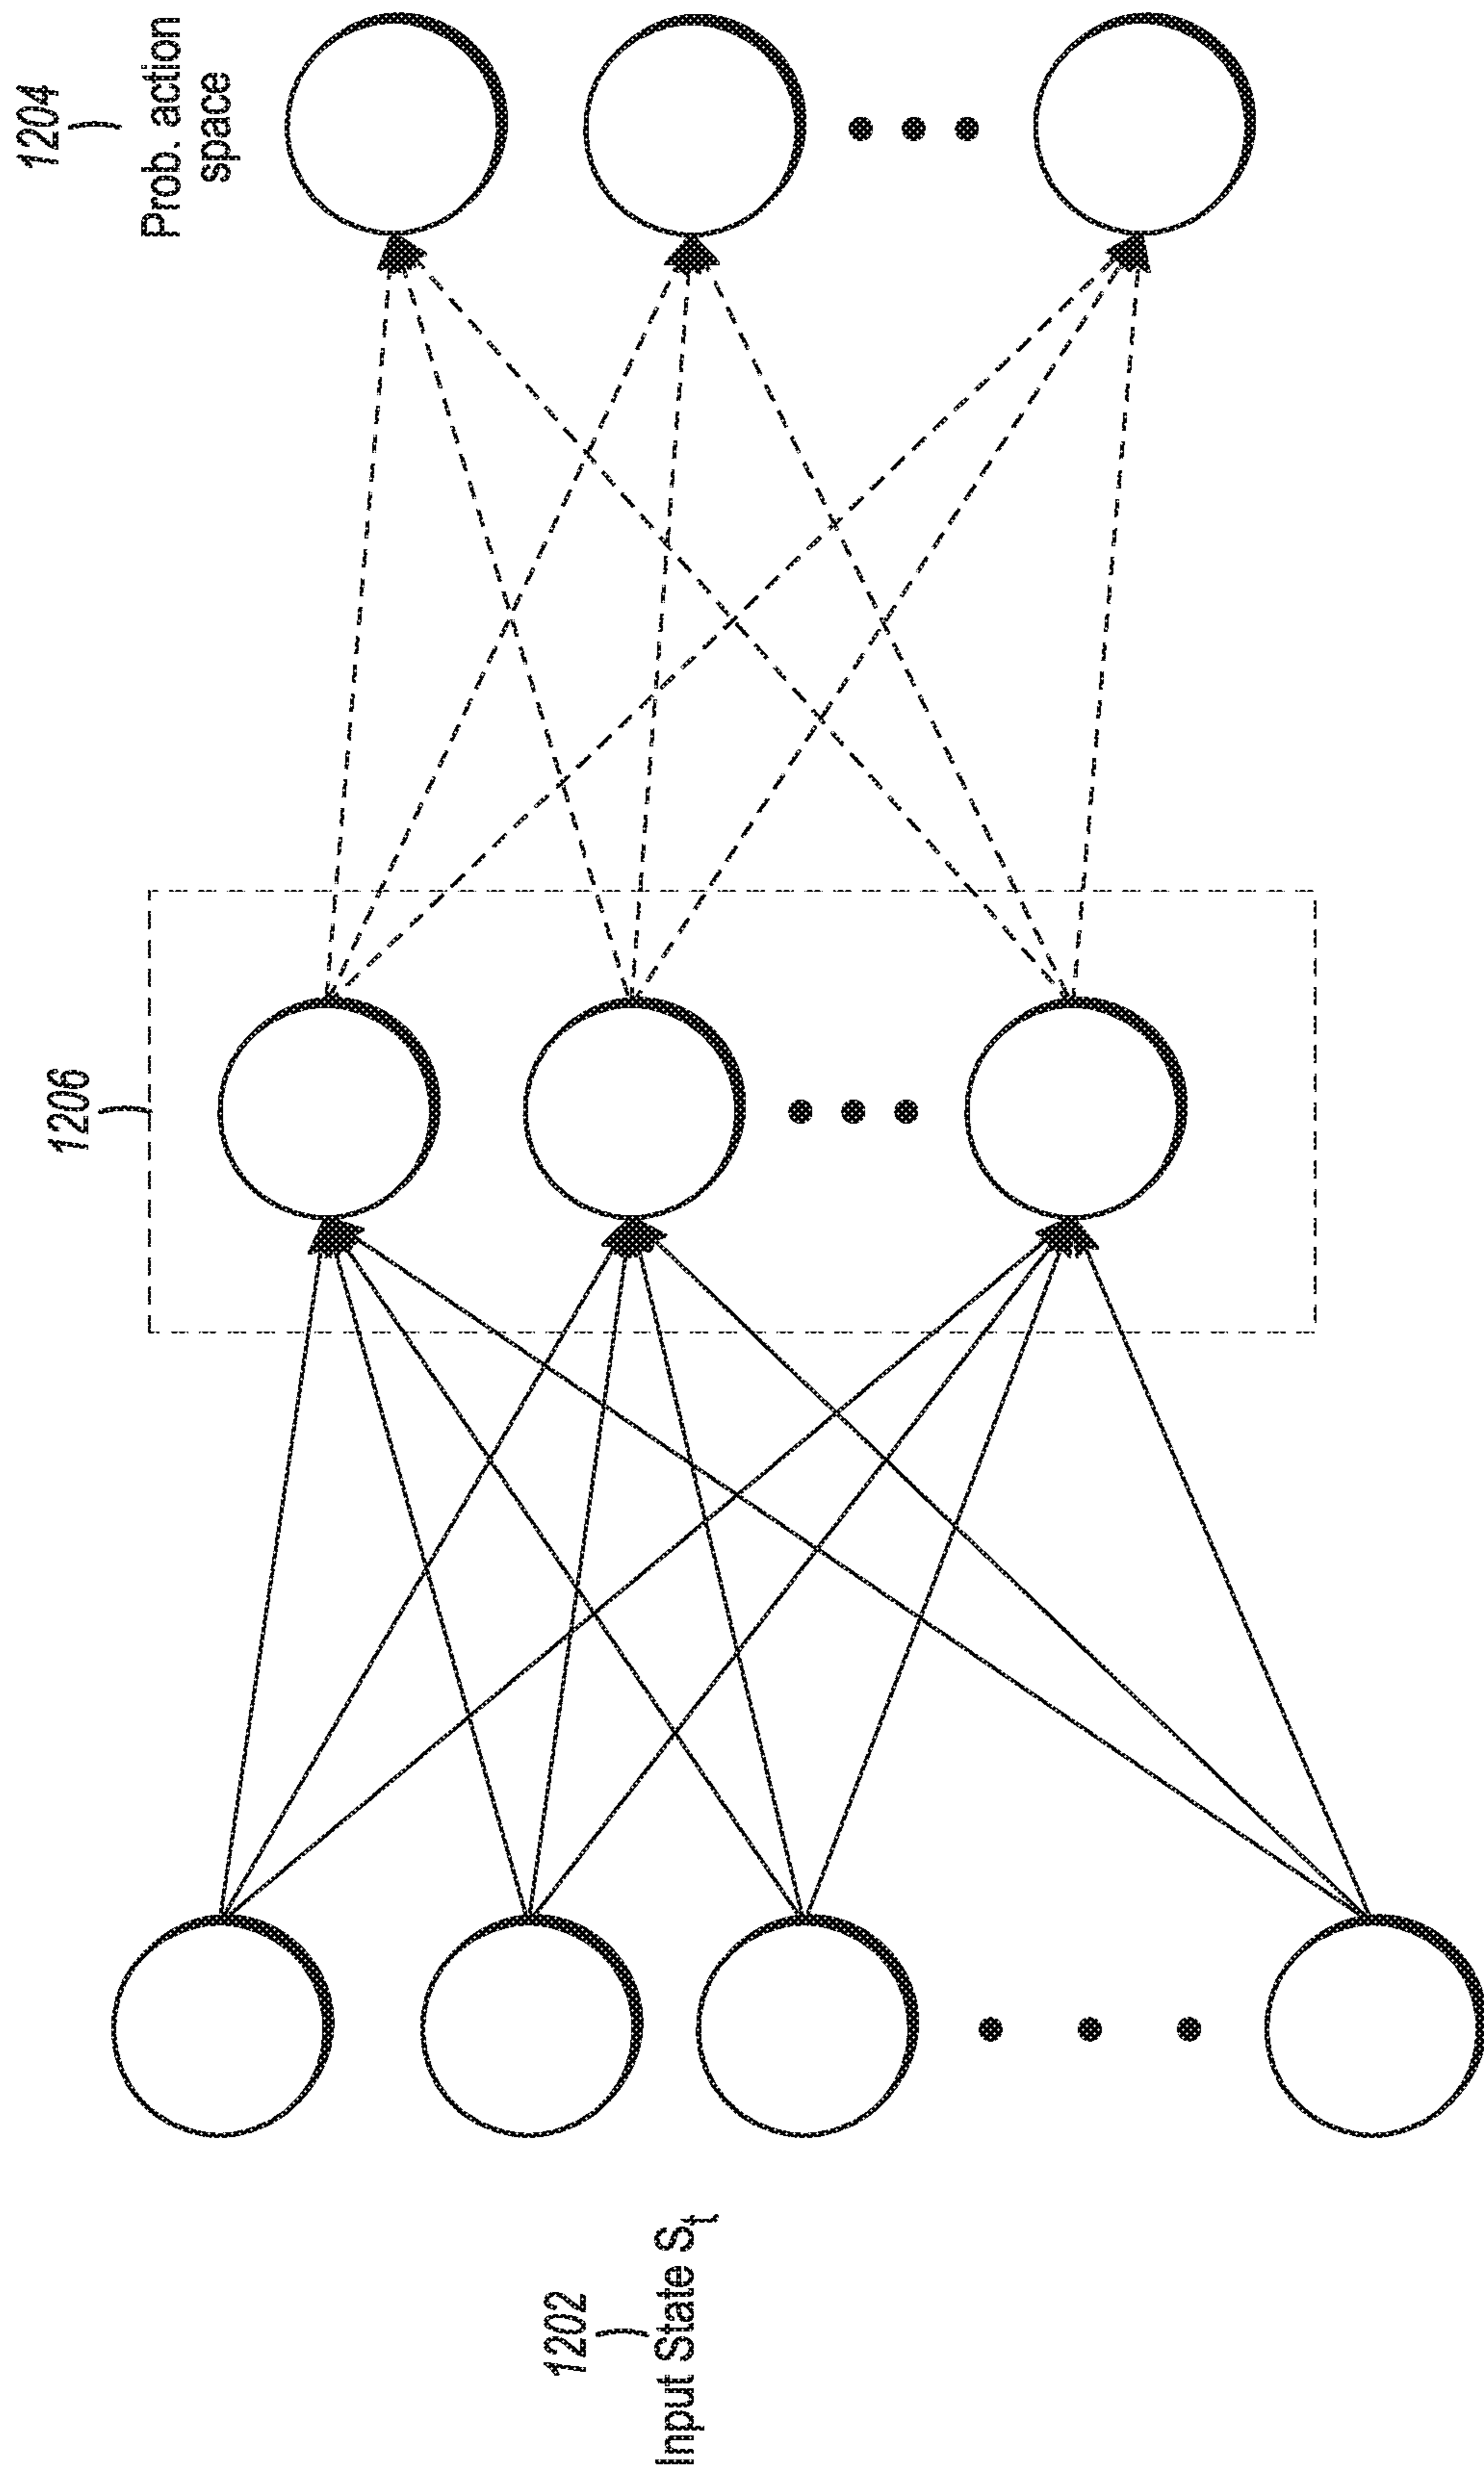 1202
Input State S_t
1206
1204
Prob. action
space